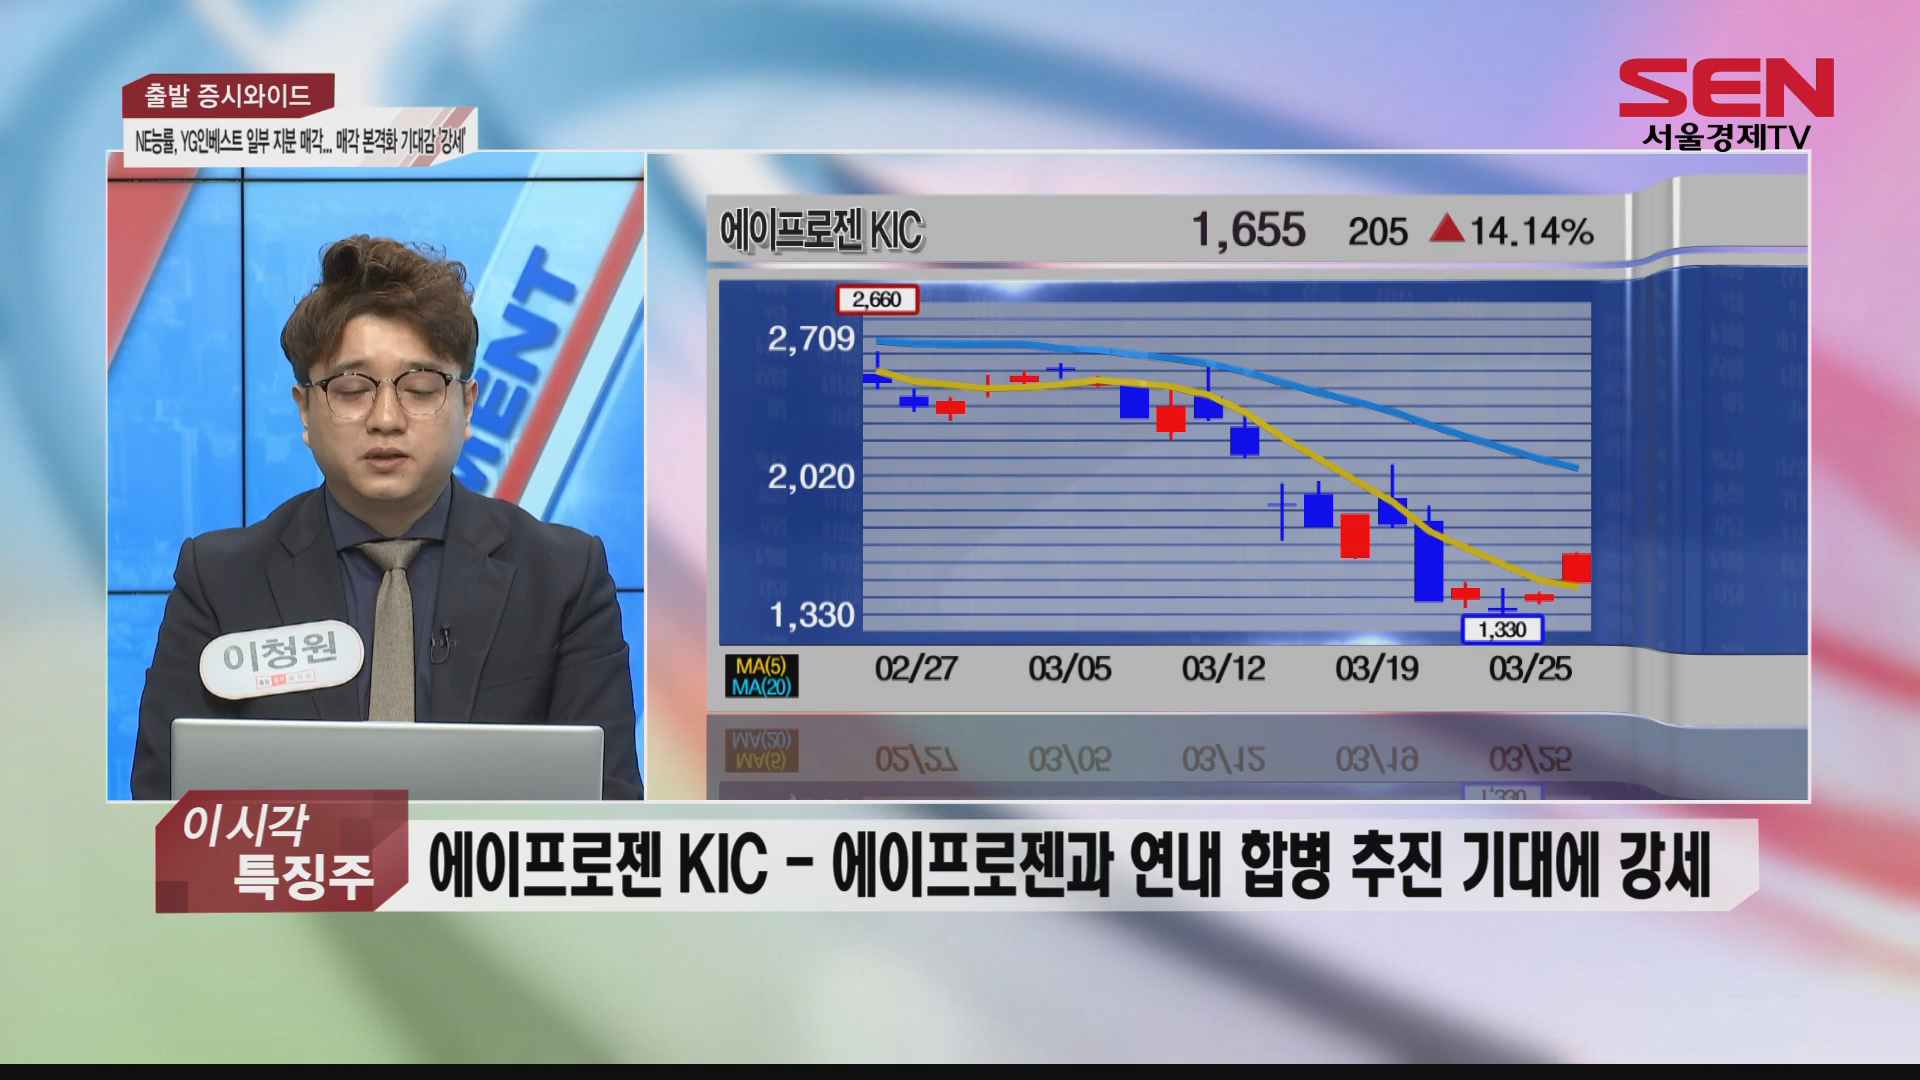 SEN
서울경제TV
출발 증시와이드
NE능률, YG인베스트 일부 지분 매각... 매각 본격화 기대감 '강세'
MENT
이청원
에이프로젠 KIC 1,655 205 ▲14.14%
2,660
2,709
2,020
1,330
1,330
MA(5)
MA(20)
02/27 03/05 03/12 03/19 03/25
이 시각
특징주
에이프로젠 KIC - 에이프로젠과 연내 합병 추진 기대에 강세